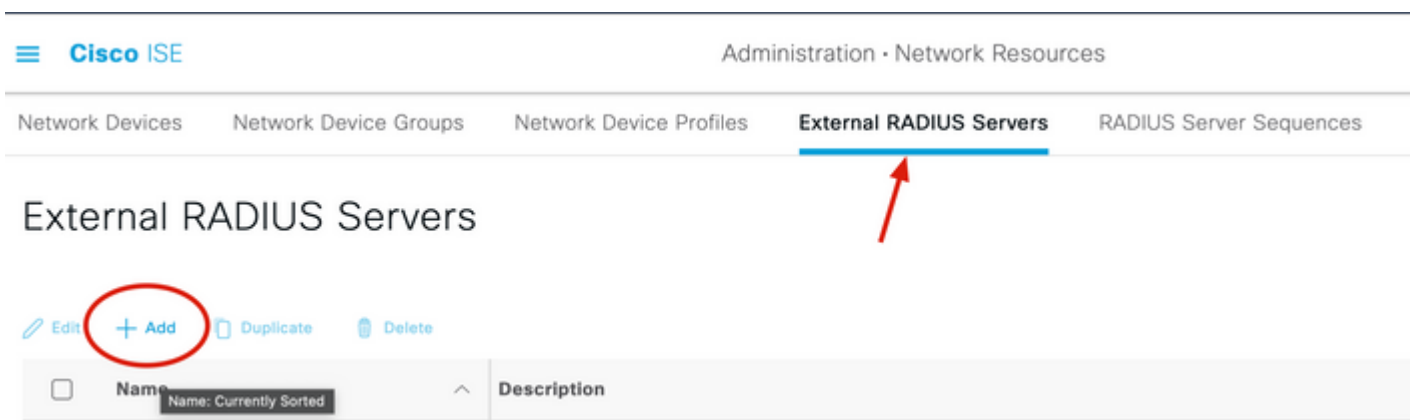 Cisco ISE
Administration · Network Resources
Network Devices Network Device Groups Network Device Profiles External RADIUS Servers RADIUS Server Sequences
External RADIUS Servers
Edit Add Duplicate Delete
Name Description
Name: Currently Sorted